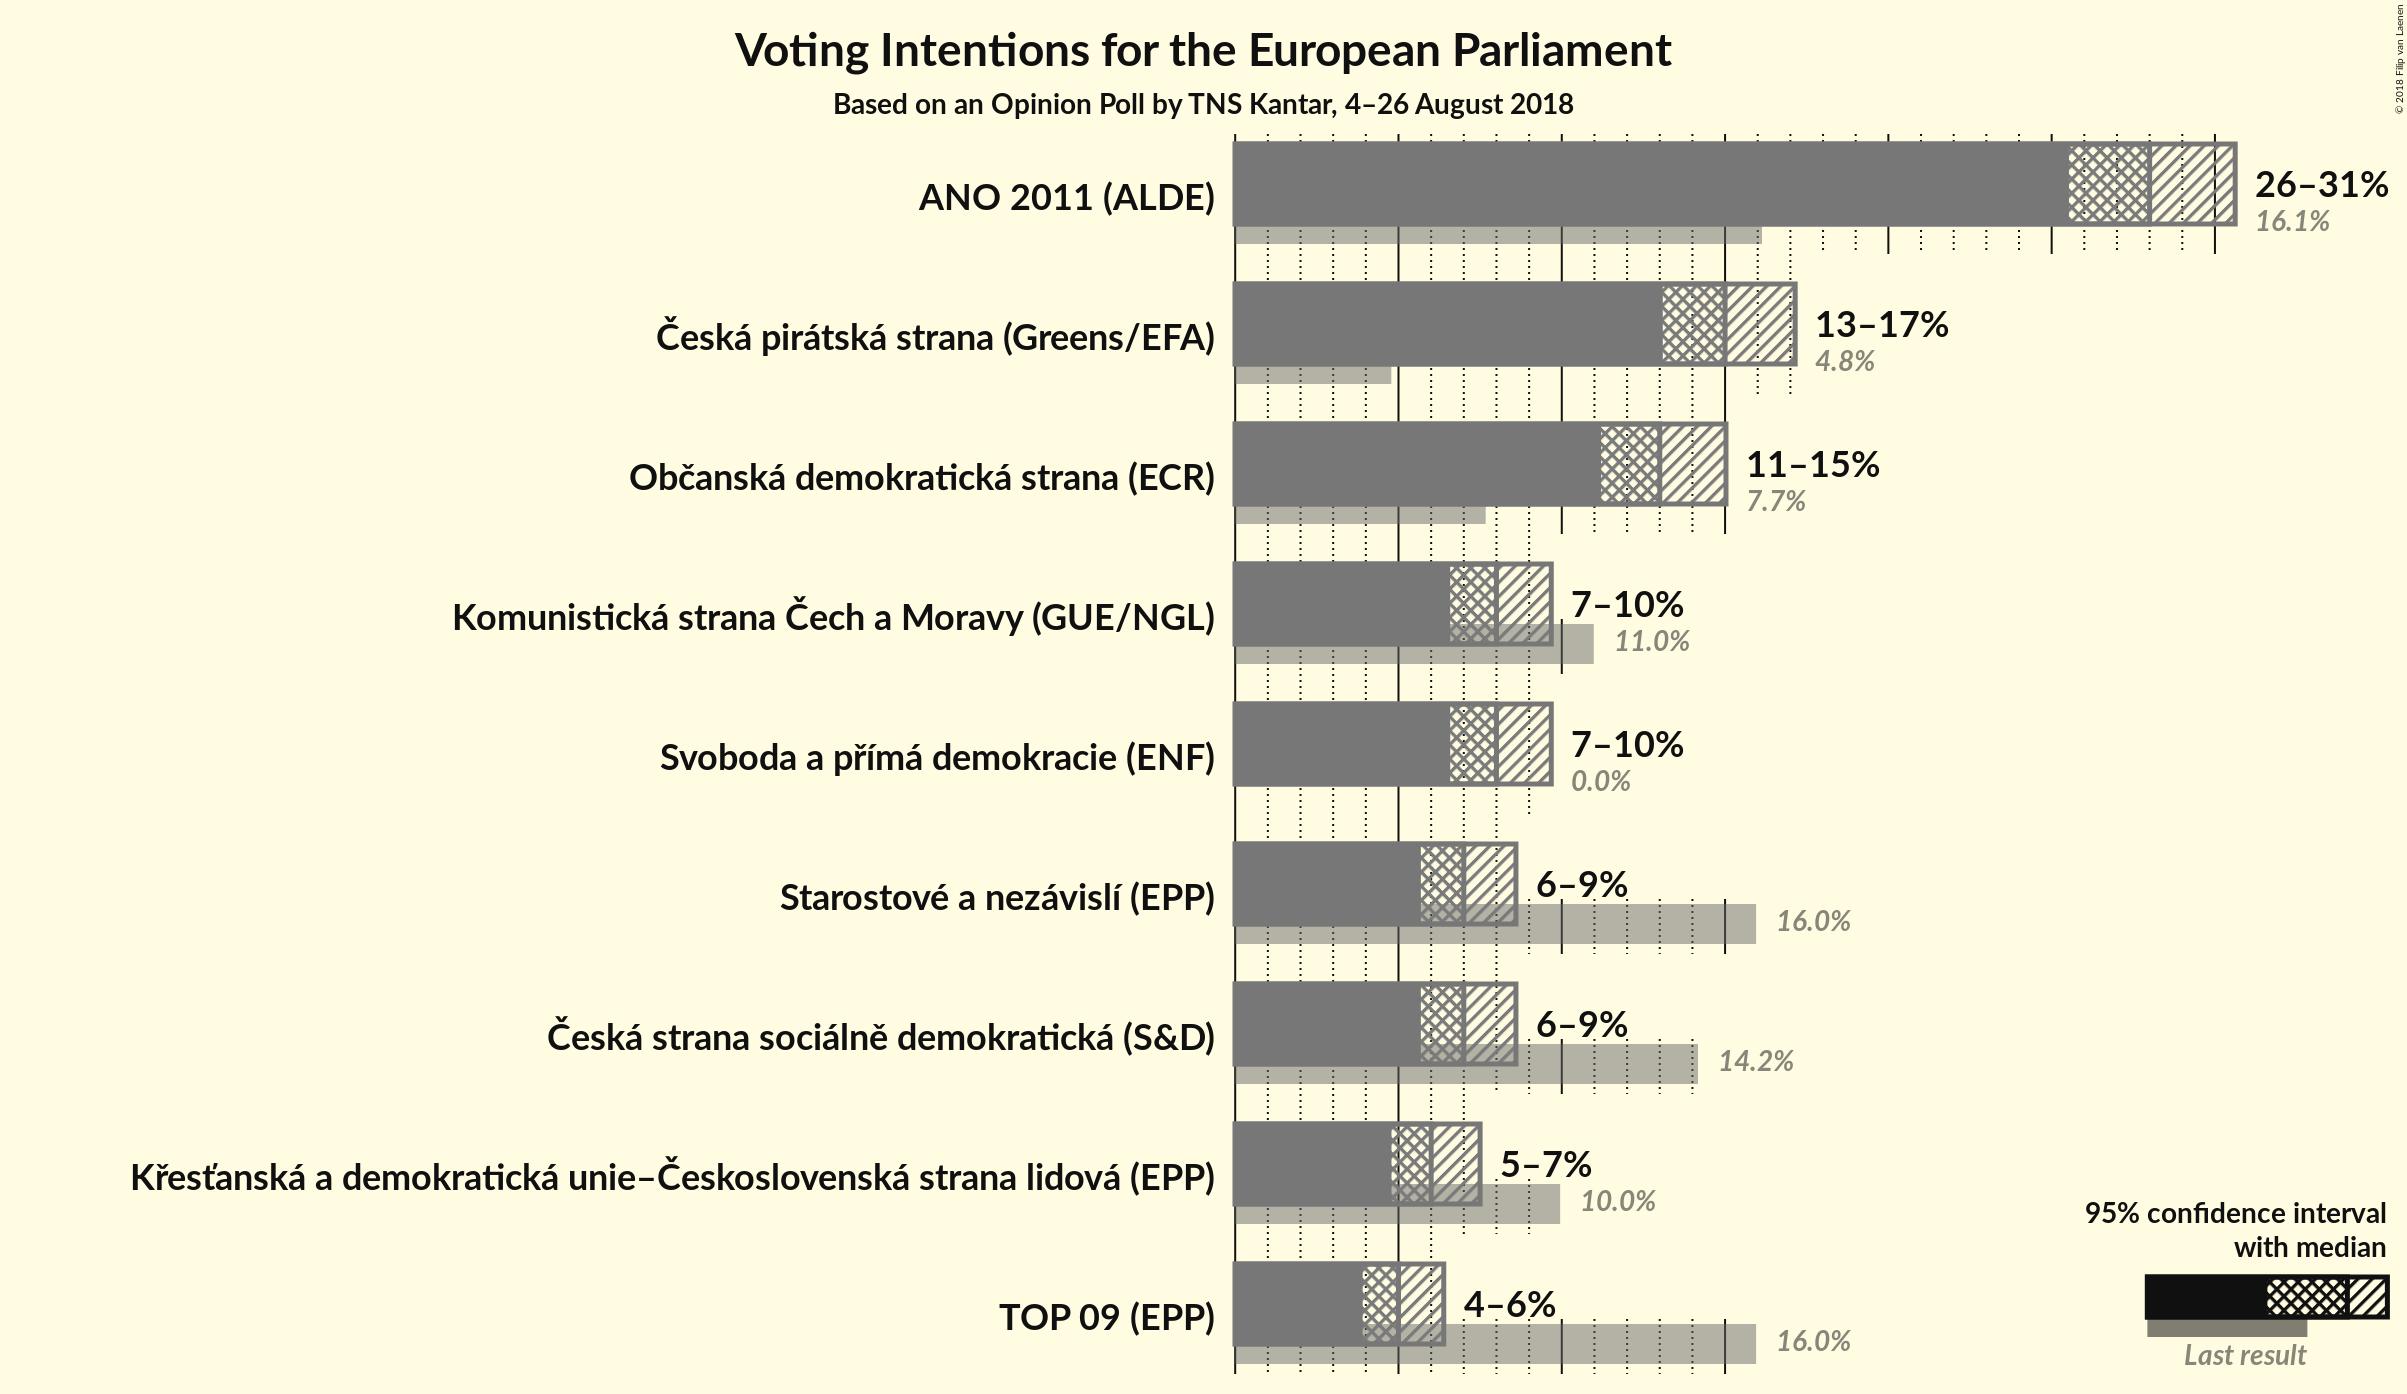 Voting Intentions for the European Parliament
Based on an Opinion Poll by TNS Kantar, 4–26 August 2018
© 2018 Filip van Laenen
ANO 2011 (ALDE)
26–31%
16.1%
Česká pirátská strana (Greens/EFA)
13–17%
4.8%
Občanská demokratická strana (ECR)
11–15%
7.7%
Komunistická strana Čech a Moravy (GUE/NGL)
7–10%
11.0%
Svoboda a přímá demokracie (ENF)
7–10%
0.0%
Starostové a nezávislí (EPP)
6–9%
16.0%
Česká strana sociálně demokratická (S&D)
6–9%
14.2%
Křesťanská a demokratická unie–Československá strana lidová (EPP)
5–7%
10.0%
TOP 09 (EPP)
4–6%
16.0%
95% confidence interval
with median
Last result